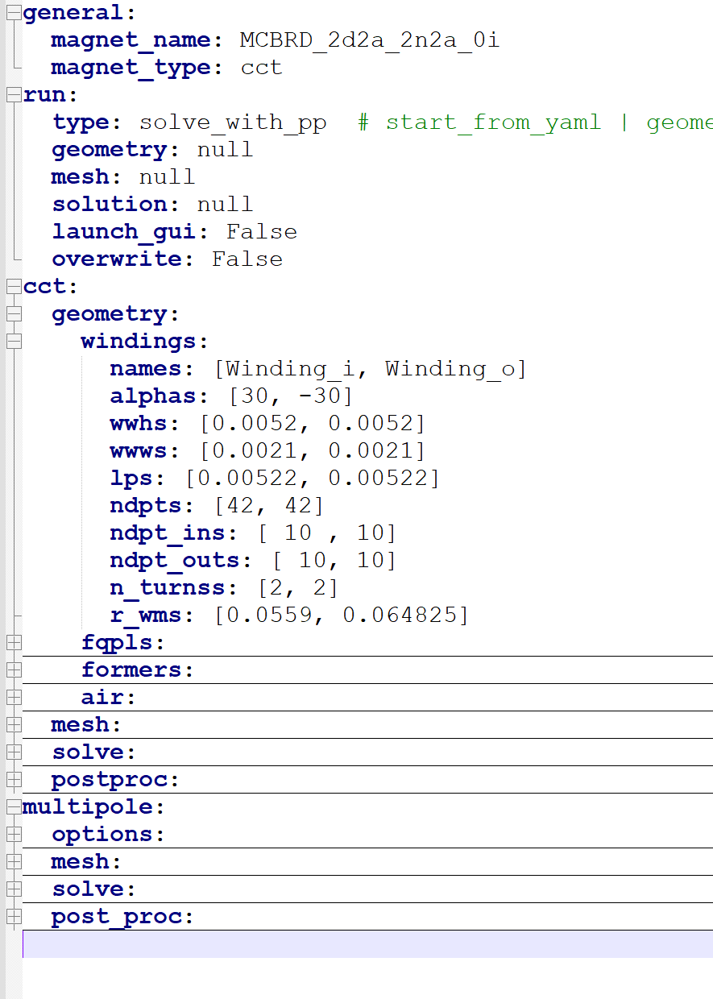 general:
  magnet_name: MCBRD_2d2a_2n2a_0i
  magnet_type: cct
run:
  type: solve_with_pp  # start_from_yaml | geome
  geometry: null
  mesh: null
  solution: null
  launch_gui: False
  overwrite: False
cct:
  geometry:
    windings:
      names: [Winding_i, Winding_o]
      alphas: [30, -30]
      wwhs: [0.0052, 0.0052]
      wwws: [0.0021, 0.0021]
      lps: [0.00522, 0.00522]
      ndpts: [42, 42]
      ndpt_ins: [ 10 , 10]
      ndpt_outs: [ 10, 10]
      n_turnss: [2, 2]
      r_wms: [0.0559, 0.064825]
    fqpls:
    formers:
    air:
  mesh:
  solve:
  postproc:
multipole:
  options:
  mesh:
  solve:
  post_proc: